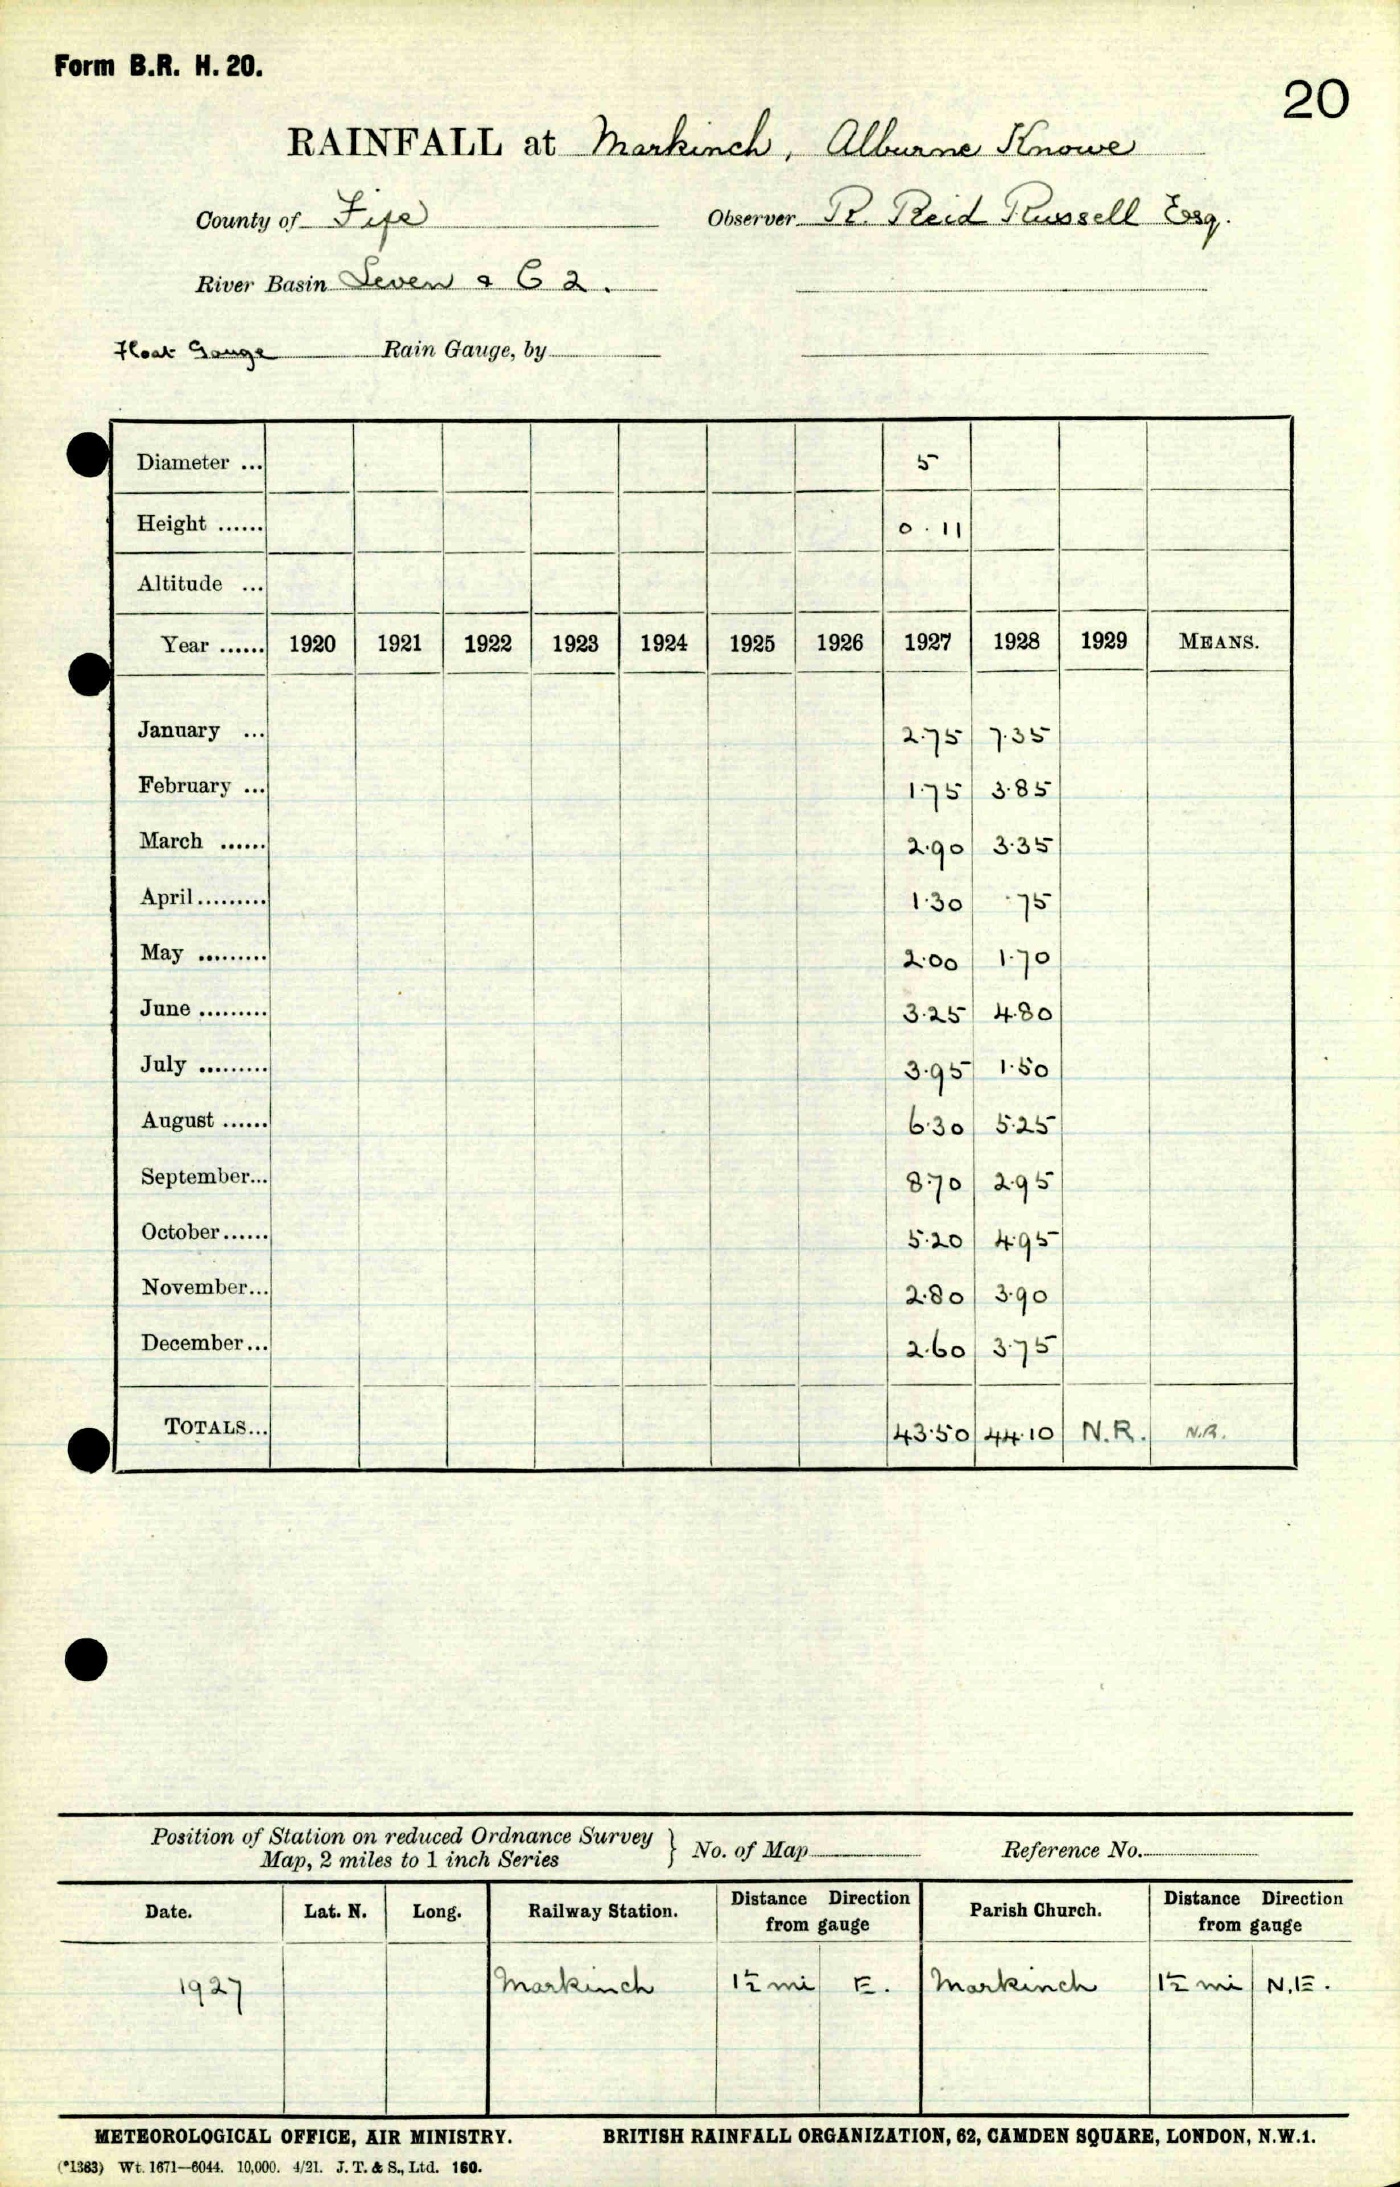 Form B.R. H. 20.
20
RAINFALL at Markinch, Alburne Knowe
County of Fife Observer R. Reid Russell Esq.
River Basin Leven & C 2.
Float Gauge Rain Gauge, by
Diameter ... 5
Height ...... 0.11
Altitude ...
Year ...... 1920 1921 1922 1923 1924 1925 1926 1927 1928 1929 MEANS.
January ... 2.75 7.35
February ... 1.75 3.85
March ...... 2.90 3.35
April......... 1.30 .75
May ......... 2.00 1.70
June ......... 3.25 4.80
July ......... 3.95 1.50
August ...... 6.30 5.25
September... 8.70 2.95
October...... 5.20 4.95
November... 2.80 3.90
December... 2.60 3.75
TOTALS... 43.50 44.10 N.R. N.R.
Position of Station on reduced Ordnance Survey
Map, 2 miles to 1 inch Series } No. of Map Reference No.
Date. Lat. N. Long. Railway Station. Distance Direction from gauge Parish Church. Distance Direction from gauge
1927 Markinch 1½ mi E. Markinch 1½ mi N.E.
METEOROLOGICAL OFFICE, AIR MINISTRY. BRITISH RAINFALL ORGANIZATION, 62, CAMDEN SQUARE, LONDON, N.W.1.
(*1383) Wt. 1671—6044. 10,000. 4/21. J. T. & S., Ltd. 160.